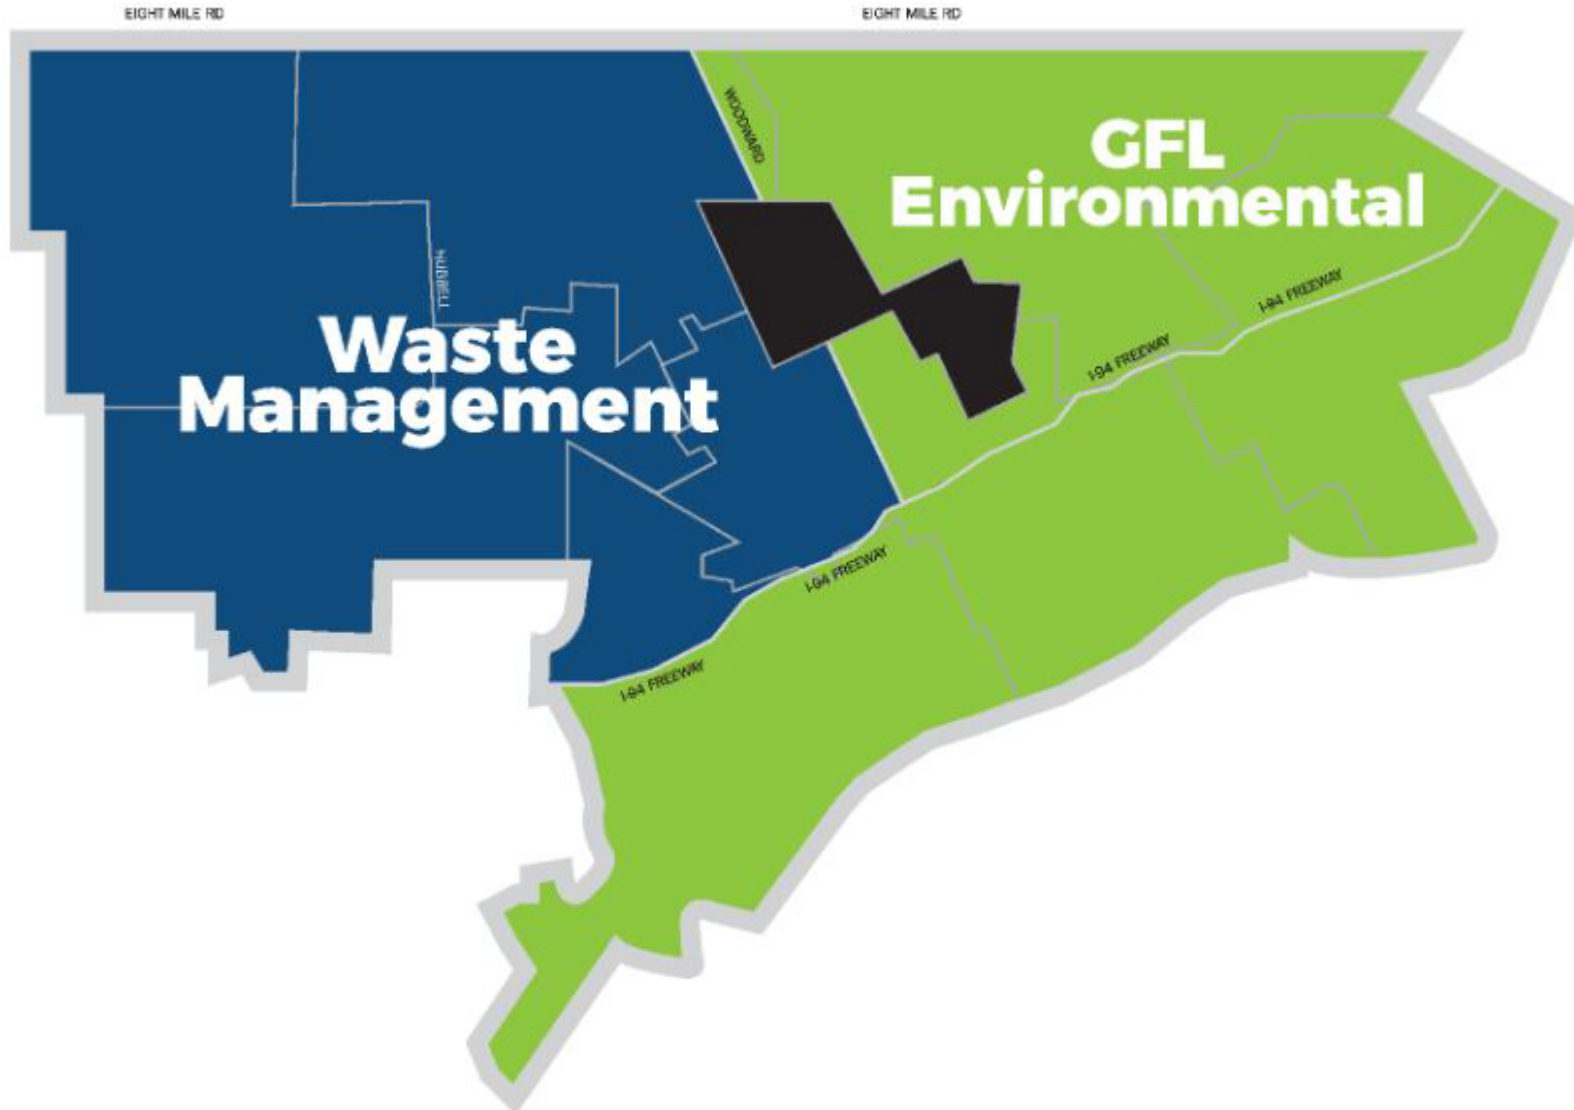 EIGHT MILE RD
EIGHT MILE RD
WOODWARD
GFL
Environmental
HUBBELL
I-94 FREEWAY
Waste
Management
I-94 FREEWAY
I-94 FREEWAY
I-94 FREEWAY